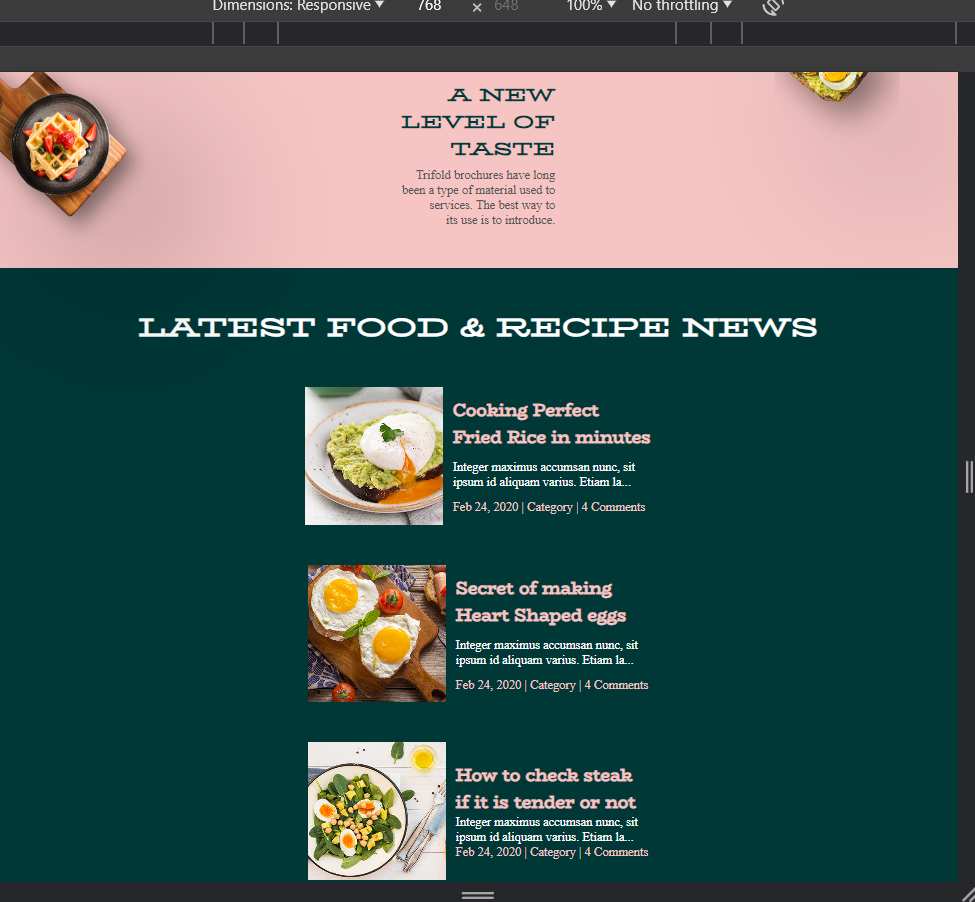 Dimensions: Responsive ▼ 768 × 648 100% ▼ No throttling ▼
A NEW
LEVEL OF
TASTE
Trifold brochures have long
been a type of material used to
services. The best way to
its use is to introduce.
LATEST FOOD & RECIPE NEWS
Cooking Perfect
Fried Rice in minutes
Integer maximus accumsan nunc, sit
ipsum id aliquam varius. Etiam la...
Feb 24, 2020 | Category | 4 Comments
Secret of making
Heart Shaped eggs
Integer maximus accumsan nunc, sit
ipsum id aliquam varius. Etiam la...
Feb 24, 2020 | Category | 4 Comments
How to check steak
if it is tender or not
Integer maximus accumsan nunc, sit
ipsum id aliquam varius. Etiam la...
Feb 24, 2020 | Category | 4 Comments